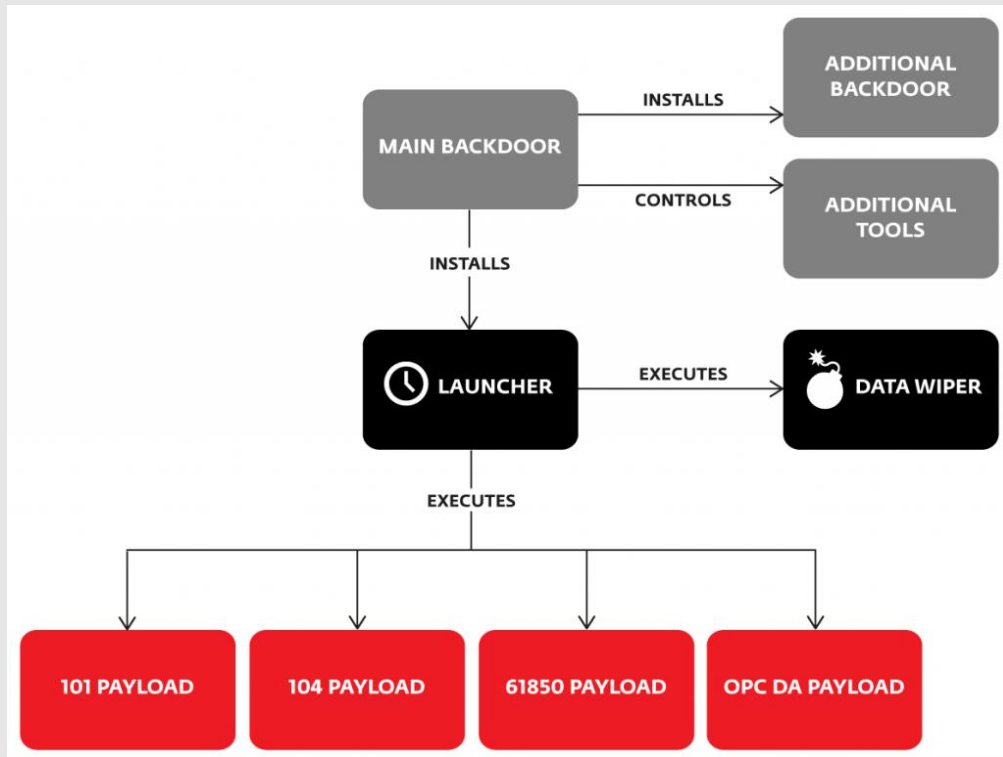 ADDITIONAL
BACKDOOR
INSTALLS
MAIN BACKDOOR
CONTROLS
ADDITIONAL
TOOLS
INSTALLS
LAUNCHER
EXECUTES
DATA WIPER
EXECUTES
101 PAYLOAD
104 PAYLOAD
61850 PAYLOAD
OPC DA PAYLOAD